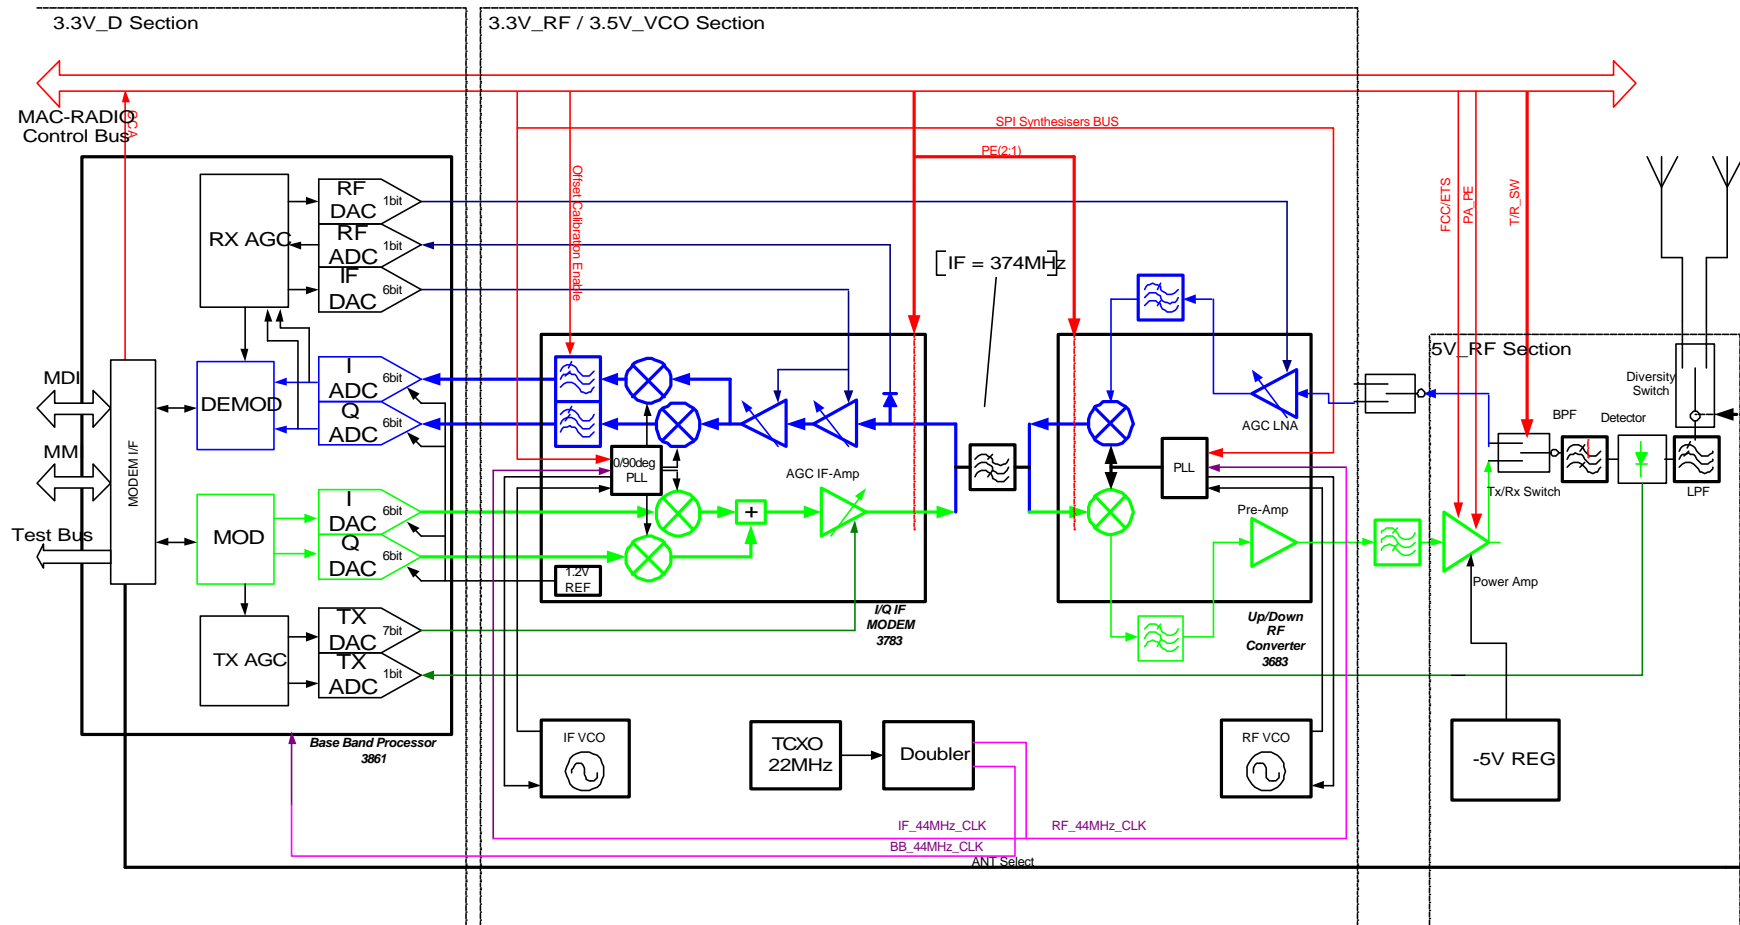 3.3V_D Section
3.3V_RF / 3.5V_VCO Section
MAC-RADIO
Control Bus
CCA
SPI Synthesisers BUS
PE(2;1)
Offset Calibration Enable
FCC/ETS
PA_PE
T/R_SW
RX AGC
RF
DAC
1bit
RF
ADC
1bit
IF
DAC
6bit
[IF = 374MHz]
5V_RF Section
MDI
MM
Test Bus
MODEM I/F
DEMOD
I
ADC
6bit
Q
ADC
6bit
MOD
I
DAC
6bit
Q
DAC
6bit
TX AGC
TX
DAC
7bit
TX
ADC
1bit
Base Band Processor
3861
0/90deg
PLL
AGC IF-Amp
+
1.2V
REF
I/Q IF
MODEM
3783
AGC LNA
PLL
Pre-Amp
Up/Down
RF
Converter
3683
Diversity
Switch
BPF
Detector
Tx/Rx Switch
LPF
Power Amp
IF VCO
TCXO
22MHz
Doubler
RF VCO
-5V REG
IF_44MHz_CLK
RF_44MHz_CLK
BB_44MHz_CLK
ANT Select